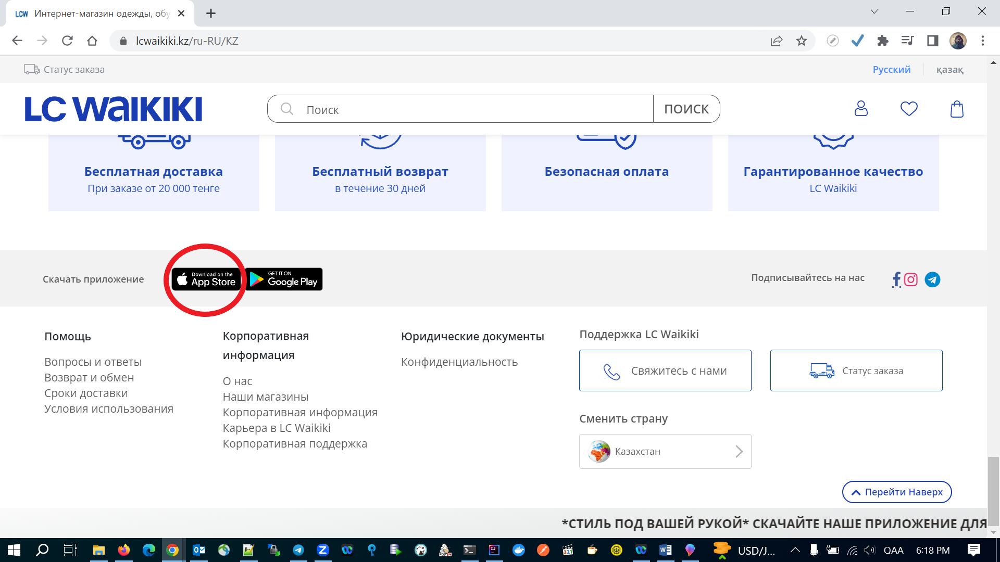 LCW Интернет-магазин одежды, обу
lcwaikiki.kz/ru-RU/KZ
Статус заказа
Русский
қазақ
LC WAIKIKI
Поиск
ПОИСК
Бесплатная доставка
При заказе от 20 000 тенге
Бесплатный возврат
в течение 30 дней
Безопасная оплата
Гарантированное качество
LC Waikiki
Скачать приложение
Download on the
App Store
GET IT ON
Google Play
Подписывайтесь на нас
Помощь
Вопросы и ответы
Возврат и обмен
Сроки доставки
Условия использования
Корпоративная
информация
О нас
Наши магазины
Корпоративная информация
Карьера в LC Waikiki
Корпоративная поддержка
Юридические документы
Конфиденциальность
Поддержка LC Waikiki
Свяжитесь с нами
Статус заказа
Сменить страну
Казахстан
Перейти Наверх
*СТИЛЬ ПОД ВАШЕЙ РУКОЙ* СКАЧАЙТЕ НАШЕ ПРИЛОЖЕНИЕ ДЛЯ
USD/J...
QAA
6:18 PM